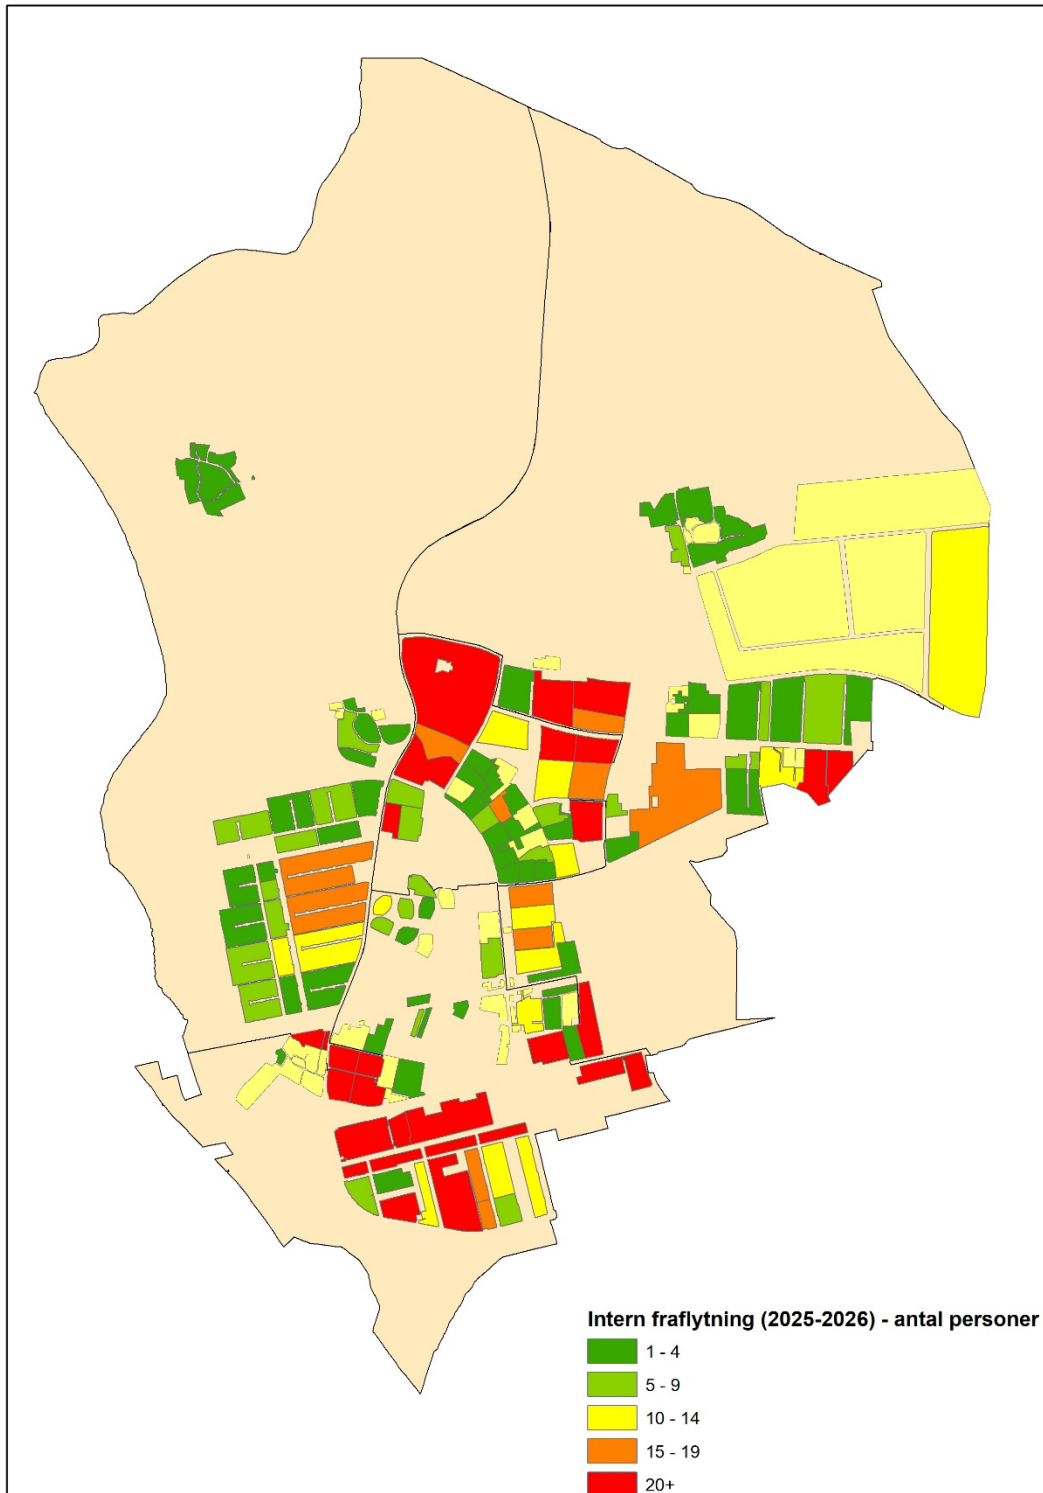 Intern fraflytning (2025-2026) - antal personer
1 - 4
5 - 9
10 - 14
15 - 19
20+